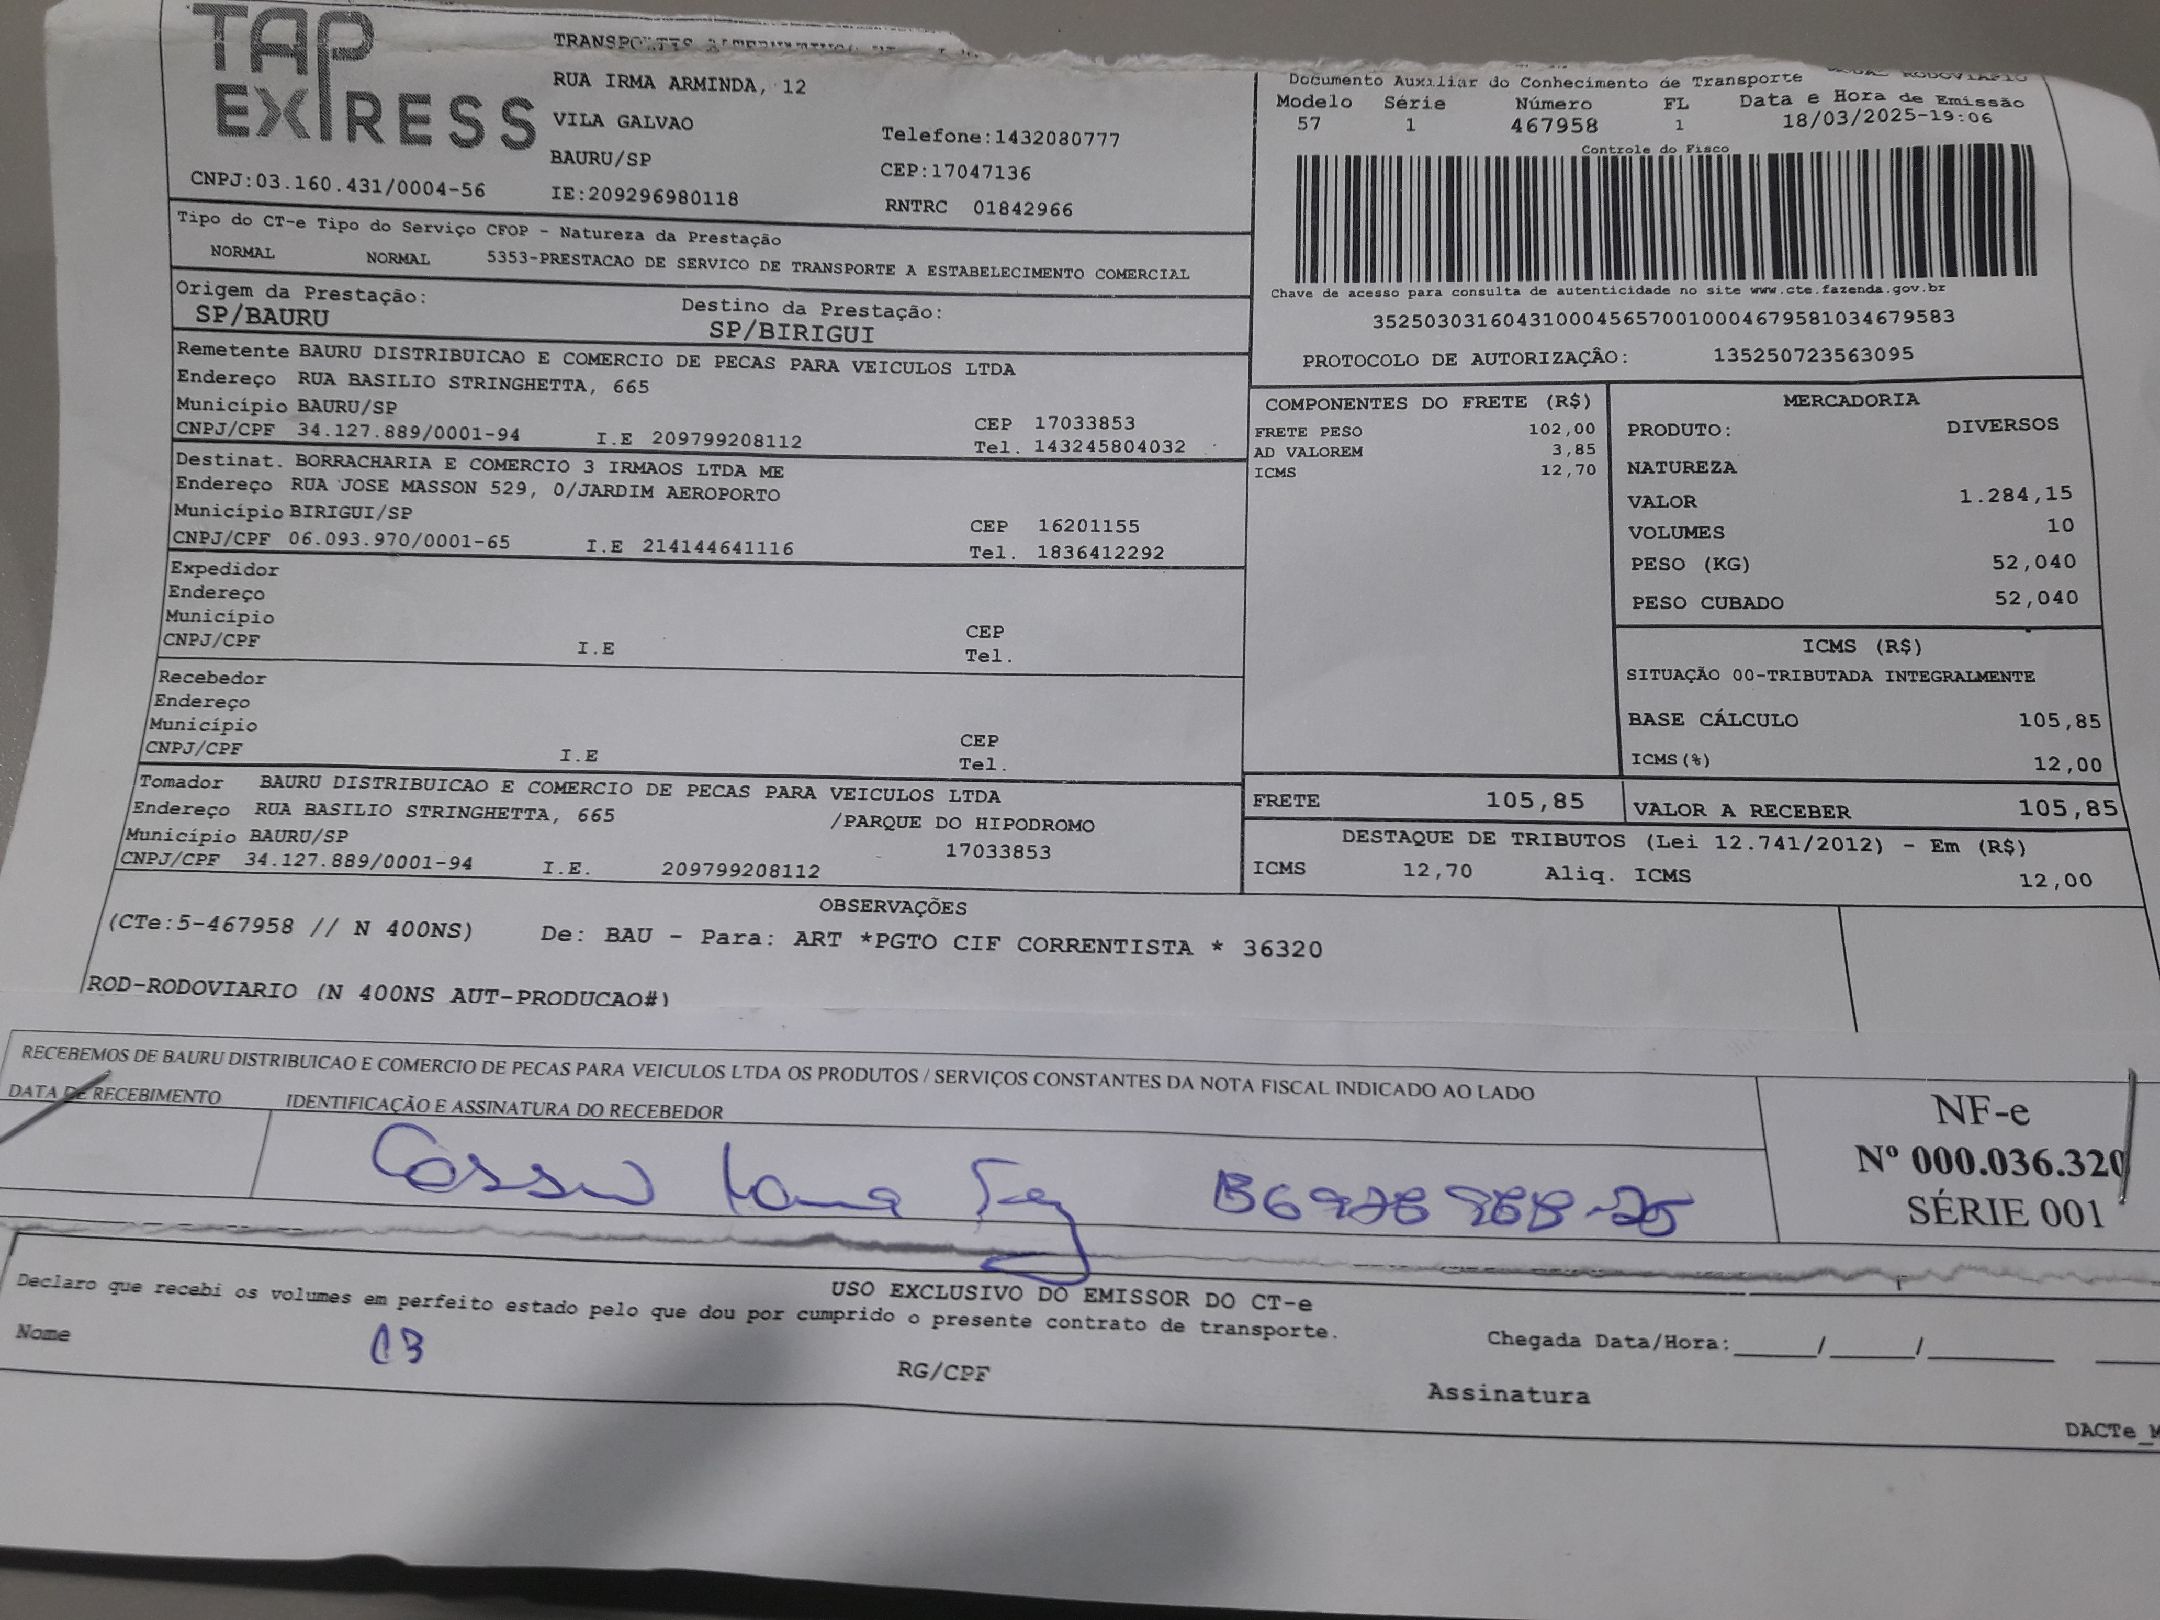 TAP
EXPRESS
RUA IRMA ARMINDA, 12
VILA GALVAO
BAURU/SP
IE:209296980118
Telefone:1432080777
CEP:17047136
RNTRC 01842966
CNPJ:03.160.431/0004-56
Documento Auxiliar do Conhecimento de Transporte
Modelo Série Número FL Data e Hora de Emissão
57 1 467958 1 18/03/2025-19:06
Controle do Fisco
Chave de acesso para consulta de autenticidade no site www.cte.fazenda.gov.br
35250303160431000456570010004679581034679583
PROTOCOLO DE AUTORIZAÇÃO: 135250723563095
Tipo do CT-e Tipo do Serviço CFOP - Natureza da Prestação
NORMAL NORMAL 5353-PRESTACAO DE SERVICO DE TRANSPORTE A ESTABELECIMENTO COMERCIAL
Origem da Prestação: Destino da Prestação:
SP/BAURU SP/BIRIGUI
Remetente BAURU DISTRIBUICAO E COMERCIO DE PECAS PARA VEICULOS LTDA
Endereço RUA BASILIO STRINGHETTA, 665
Município BAURU/SP CEP 17033853
CNPJ/CPF 34.127.889/0001-94 I.E 209799208112 Tel. 143245804032
Destinat. BORRACHARIA E COMERCIO 3 IRMAOS LTDA ME
Endereço RUA JOSE MASSON 529, 0/JARDIM AEROPORTO
Município BIRIGUI/SP CEP 16201155
CNPJ/CPF 06.093.970/0001-65 I.E 214144641116 Tel. 1836412292
Expedidor
Endereço
Município CEP
CNPJ/CPF I.E Tel.
Recebedor
Endereço
Município CEP
CNPJ/CPF I.E Tel.
Tomador BAURU DISTRIBUICAO E COMERCIO DE PECAS PARA VEICULOS LTDA
Endereço RUA BASILIO STRINGHETTA, 665 /PARQUE DO HIPODROMO
Município BAURU/SP 17033853
CNPJ/CPF 34.127.889/0001-94 I.E. 209799208112
COMPONENTES DO FRETE (R$)
FRETE PESO 102,00
AD VALOREM 3,85
ICMS 12,70
MERCADORIA
PRODUTO: DIVERSOS
NATUREZA
VALOR 1.284,15
VOLUMES 10
PESO (KG) 52,040
PESO CUBADO 52,040
ICMS (R$)
SITUAÇÃO 00-TRIBUTADA INTEGRALMENTE
BASE CÁLCULO 105,85
ICMS(%) 12,00
FRETE 105,85 VALOR A RECEBER 105,85
DESTAQUE DE TRIBUTOS (Lei 12.741/2012) - Em (R$)
ICMS 12,70 Aliq. ICMS 12,00
OBSERVAÇÕES
(CTe:5-467958 // N 400NS) De: BAU - Para: ART *PGTO CIF CORRENTISTA * 36320
ROD-RODOVIARIO (N 400NS AUT-PRODUCAO#)
RECEBEMOS DE BAURU DISTRIBUICAO E COMERCIO DE PECAS PARA VEICULOS LTDA OS PRODUTOS / SERVIÇOS CONSTANTES DA NOTA FISCAL INDICADO AO LADO
DATA DE RECEBIMENTO IDENTIFICAÇÃO E ASSINATURA DO RECEBEDOR
NF-e
Nº 000.036.320
SÉRIE 001
USO EXCLUSIVO DO EMISSOR DO CT-e
Declaro que recebi os volumes em perfeito estado pelo que dou por cumprido o presente contrato de transporte.
Nome RG/CPF Assinatura
Chegada Data/Hora:_____/_____/_______
DACTe